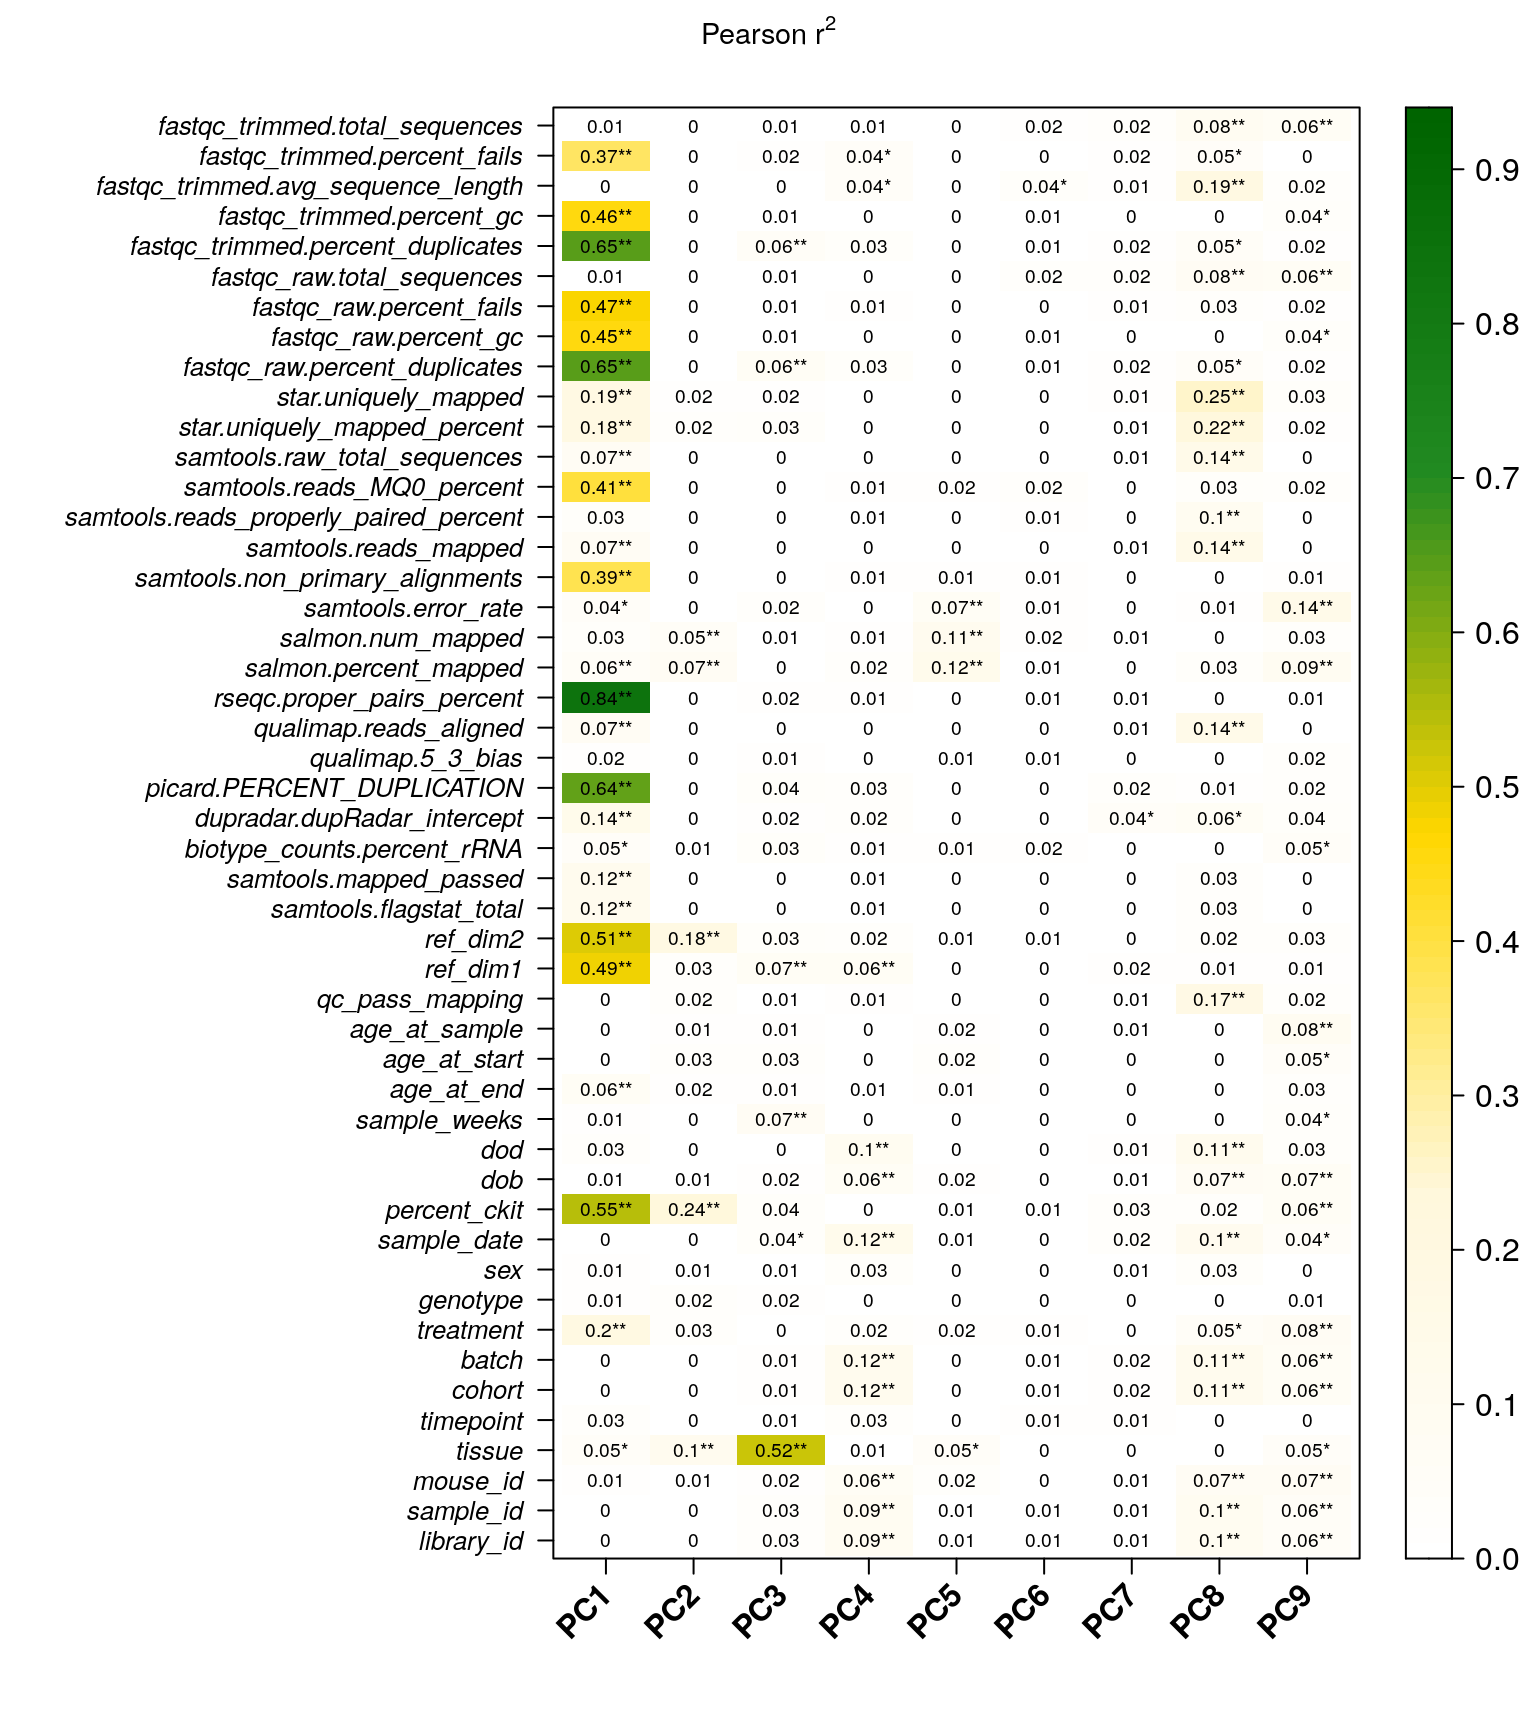 Pearson r2
fastqc_trimmed.total_sequences 0.01 0 0.01 0.01 0 0.02 0.02 0.08** 0.06**
fastqc_trimmed.percent_fails 0.37** 0 0.02 0.04* 0 0 0.02 0.05* 0
fastqc_trimmed.avg_sequence_length 0 0 0 0.04* 0 0.04* 0.01 0.19** 0.02
fastqc_trimmed.percent_gc 0.46** 0 0.01 0 0 0.01 0 0 0.04*
fastqc_trimmed.percent_duplicates 0.65** 0 0.06** 0.03 0 0.01 0.02 0.05* 0.02
fastqc_raw.total_sequences 0.01 0 0.01 0 0 0.02 0.02 0.08** 0.06**
fastqc_raw.percent_fails 0.47** 0 0.01 0.01 0 0 0.01 0.03 0.02
fastqc_raw.percent_gc 0.45** 0 0.01 0 0 0.01 0 0 0.04*
fastqc_raw.percent_duplicates 0.65** 0 0.06** 0.03 0 0.01 0.02 0.05* 0.02
star.uniquely_mapped 0.19** 0.02 0.02 0 0 0 0.01 0.25** 0.03
star.uniquely_mapped_percent 0.18** 0.02 0.03 0 0 0 0.01 0.22** 0.02
samtools.raw_total_sequences 0.07** 0 0 0 0 0 0.01 0.14** 0
samtools.reads_MQ0_percent 0.41** 0 0 0.01 0.02 0.02 0 0.03 0.02
samtools.reads_properly_paired_percent 0.03 0 0 0.01 0 0.01 0 0.1** 0
samtools.reads_mapped 0.07** 0 0 0 0 0 0.01 0.14** 0
samtools.non_primary_alignments 0.39** 0 0 0.01 0.01 0.01 0 0 0.01
samtools.error_rate 0.04* 0 0.02 0 0.07** 0.01 0 0.01 0.14**
salmon.num_mapped 0.03 0.05** 0.01 0.01 0.11** 0.02 0.01 0 0.03
salmon.percent_mapped 0.06** 0.07** 0 0.02 0.12** 0.01 0 0.03 0.09**
rseqc.proper_pairs_percent 0.84** 0 0.02 0.01 0 0.01 0.01 0 0.01
qualimap.reads_aligned 0.07** 0 0 0 0 0 0.01 0.14** 0
qualimap.5_3_bias 0.02 0 0.01 0 0.01 0.01 0 0 0.02
picard.PERCENT_DUPLICATION 0.64** 0 0.04 0.03 0 0 0.02 0.01 0.02
dupradar.dupRadar_intercept 0.14** 0 0.02 0.02 0 0 0.04* 0.06* 0.04
biotype_counts.percent_rRNA 0.05* 0.01 0.03 0.01 0.01 0.02 0 0 0.05*
samtools.mapped_passed 0.12** 0 0 0.01 0 0 0 0.03 0
samtools.flagstat_total 0.12** 0 0 0.01 0 0 0 0.03 0
ref_dim2 0.51** 0.18** 0.03 0.02 0.01 0.01 0 0.02 0.03
ref_dim1 0.49** 0.03 0.07** 0.06** 0 0 0.02 0.01 0.01
qc_pass_mapping 0 0.02 0.01 0.01 0 0 0.01 0.17** 0.02
age_at_sample 0 0.01 0.01 0 0.02 0 0.01 0 0.08**
age_at_start 0 0.03 0.03 0 0.02 0 0 0 0.05*
age_at_end 0.06** 0.02 0.01 0.01 0.01 0 0 0 0.03
sample_weeks 0.01 0 0.07** 0 0 0 0 0 0.04*
dod 0.03 0 0 0.1** 0 0 0.01 0.11** 0.03
dob 0.01 0.01 0.02 0.06** 0.02 0 0.01 0.07** 0.07**
percent_ckit 0.55** 0.24** 0.04 0 0.01 0.01 0.03 0.02 0.06**
sample_date 0 0 0.04* 0.12** 0.01 0 0.02 0.1** 0.04*
sex 0.01 0.01 0.01 0.03 0 0 0.01 0.03 0
genotype 0.01 0.02 0.02 0 0 0 0 0 0.01
treatment 0.2** 0.03 0 0.02 0.02 0.01 0 0.05* 0.08**
batch 0 0 0.01 0.12** 0 0.01 0.02 0.11** 0.06**
cohort 0 0 0.01 0.12** 0 0.01 0.02 0.11** 0.06**
timepoint 0.03 0 0.01 0.03 0 0.01 0.01 0 0
tissue 0.05* 0.1** 0.52** 0.01 0.05* 0 0 0 0.05*
mouse_id 0.01 0.01 0.02 0.06** 0.02 0 0.01 0.07** 0.07**
sample_id 0 0 0.03 0.09** 0.01 0.01 0.01 0.1** 0.06**
library_id 0 0 0.03 0.09** 0.01 0.01 0.01 0.1** 0.06**
PC1 PC2 PC3 PC4 PC5 PC6 PC7 PC8 PC9
0.9
0.8
0.7
0.6
0.5
0.4
0.3
0.2
0.1
0.0